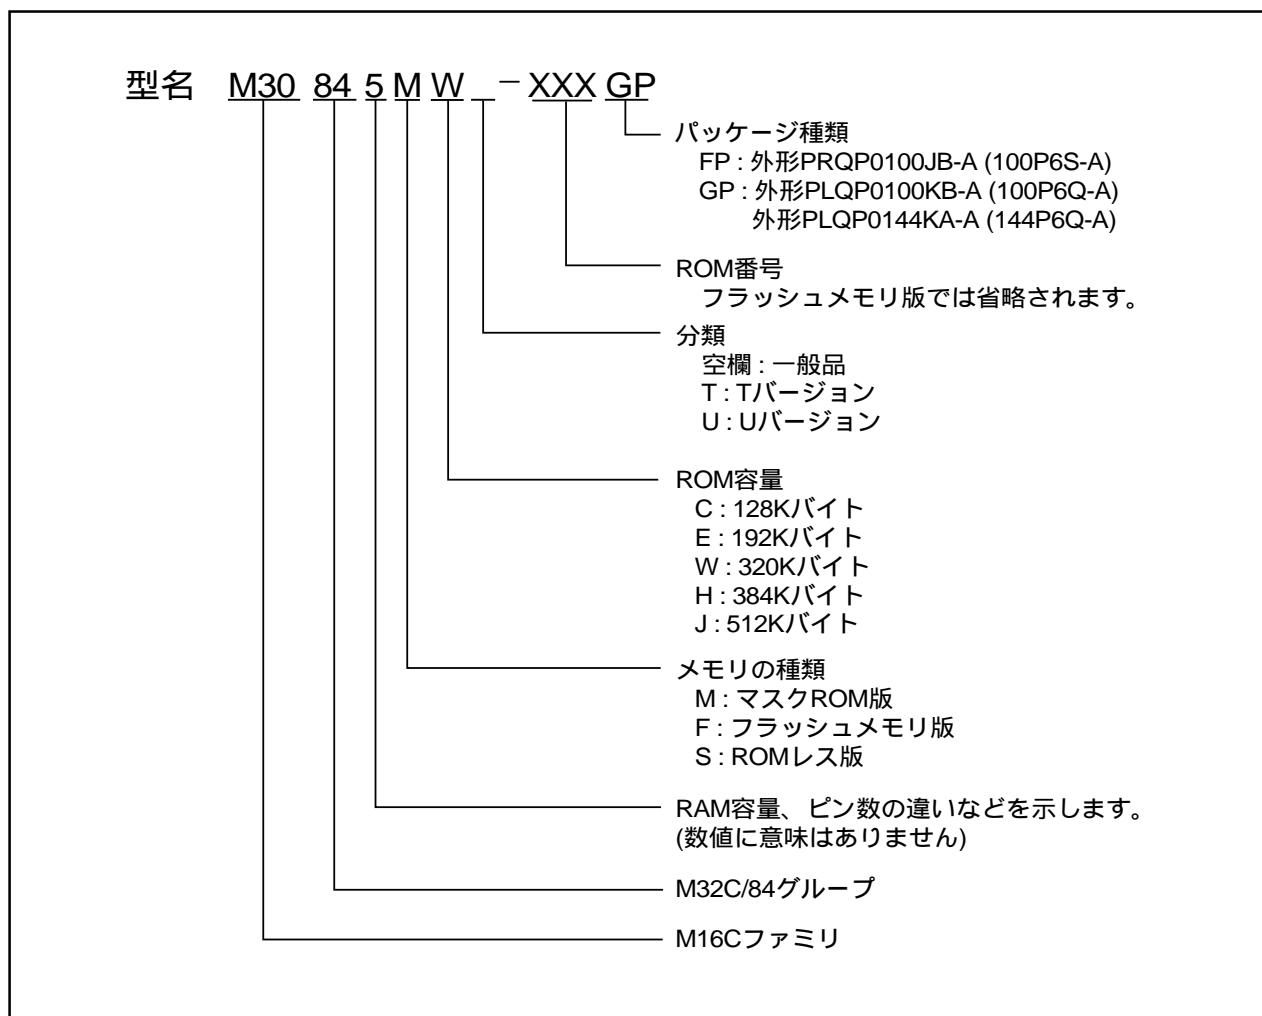 型名 M30 84 5 M W － XXX GP
パッケージ種類
FP : 外形PRQP0100JB-A (100P6S-A)
GP : 外形PLQP0100KB-A (100P6Q-A)
外形PLQP0144KA-A (144P6Q-A)
ROM番号
フラッシュメモリ版では省略されます。
分類
空欄 : 一般品
T : Tバージョン
U : Uバージョン
ROM容量
C : 128Kバイト
E : 192Kバイト
W : 320Kバイト
H : 384Kバイト
J : 512Kバイト
メモリの種類
M : マスクROM版
F : フラッシュメモリ版
S : ROMレス版
RAM容量、ピン数の違いなどを示します。
(数値に意味はありません)
M32C/84グループ
M16Cファミリ